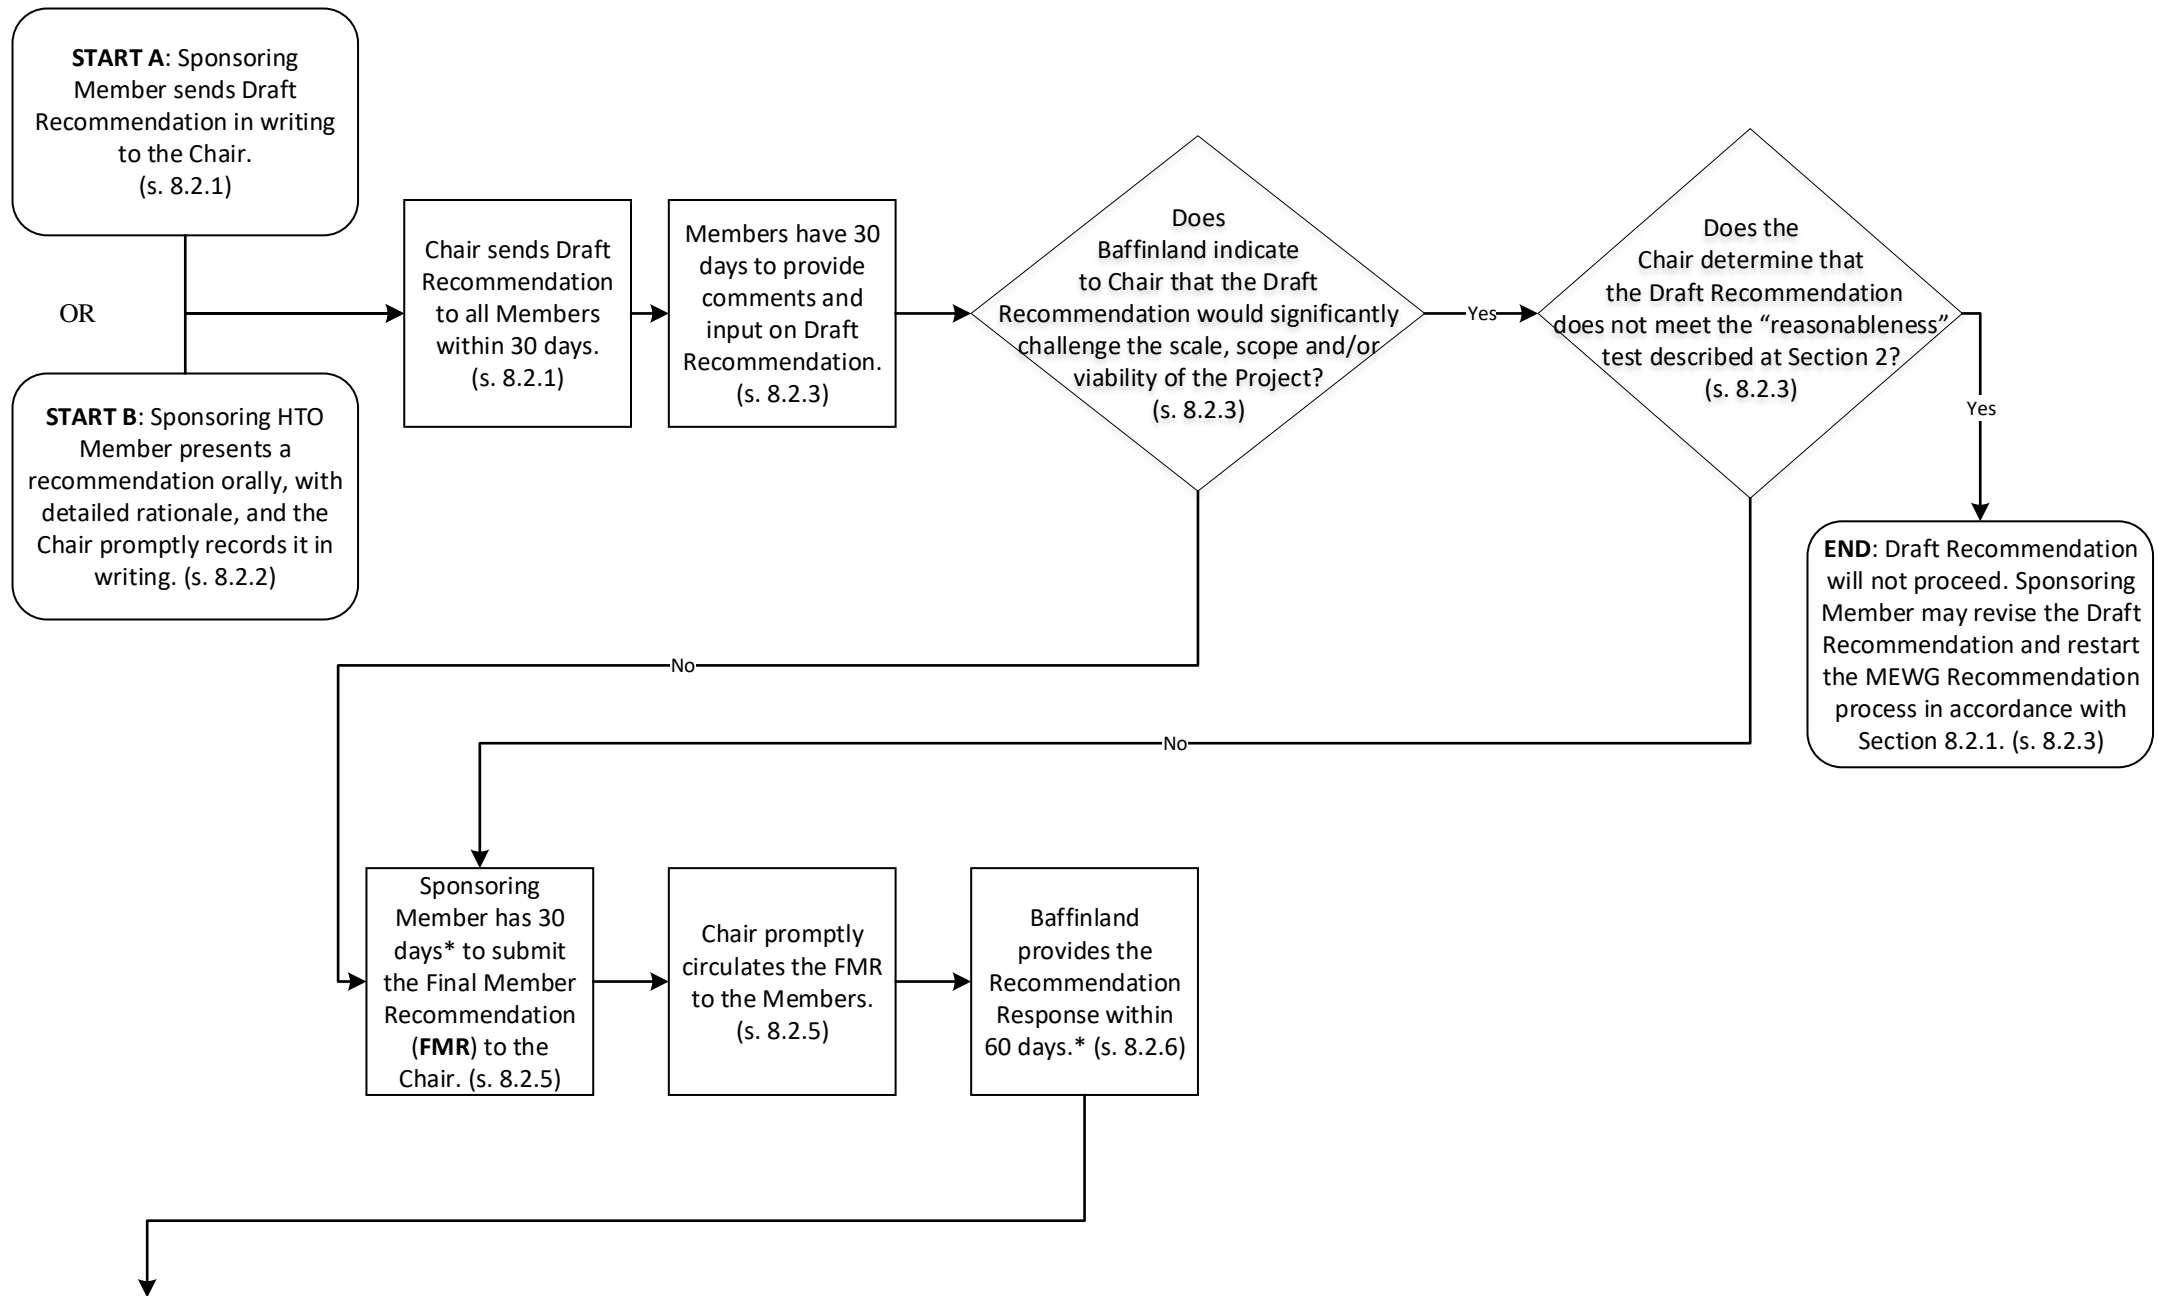 START A: Sponsoring
Member sends Draft
Recommendation in writing
to the Chair.
(s. 8.2.1)
OR
START B: Sponsoring HTO
Member presents a
recommendation orally, with
detailed rationale, and the
Chair promptly records it in
writing. (s. 8.2.2)
Chair sends Draft
Recommendation
to all Members
within 30 days.
(s. 8.2.1)
Members have 30
days to provide
comments and
input on Draft
Recommendation.
(s. 8.2.3)
Does
Baffinland indicate
to Chair that the Draft
Recommendation would significantly
challenge the scale, scope and/or
viability of the Project?
(s. 8.2.3)
Yes
Does the
Chair determine that
the Draft Recommendation
does not meet the “reasonableness”
test described at Section 2?
(s. 8.2.3)
Yes
END: Draft Recommendation
will not proceed. Sponsoring
Member may revise the Draft
Recommendation and restart
the MEWG Recommendation
process in accordance with
Section 8.2.1. (s. 8.2.3)
No
No
Sponsoring
Member has 30
days* to submit
the Final Member
Recommendation
(FMR) to the
Chair. (s. 8.2.5)
Chair promptly
circulates the FMR
to the Members.
(s. 8.2.5)
Baffinland
provides the
Recommendation
Response within
60 days.* (s. 8.2.6)